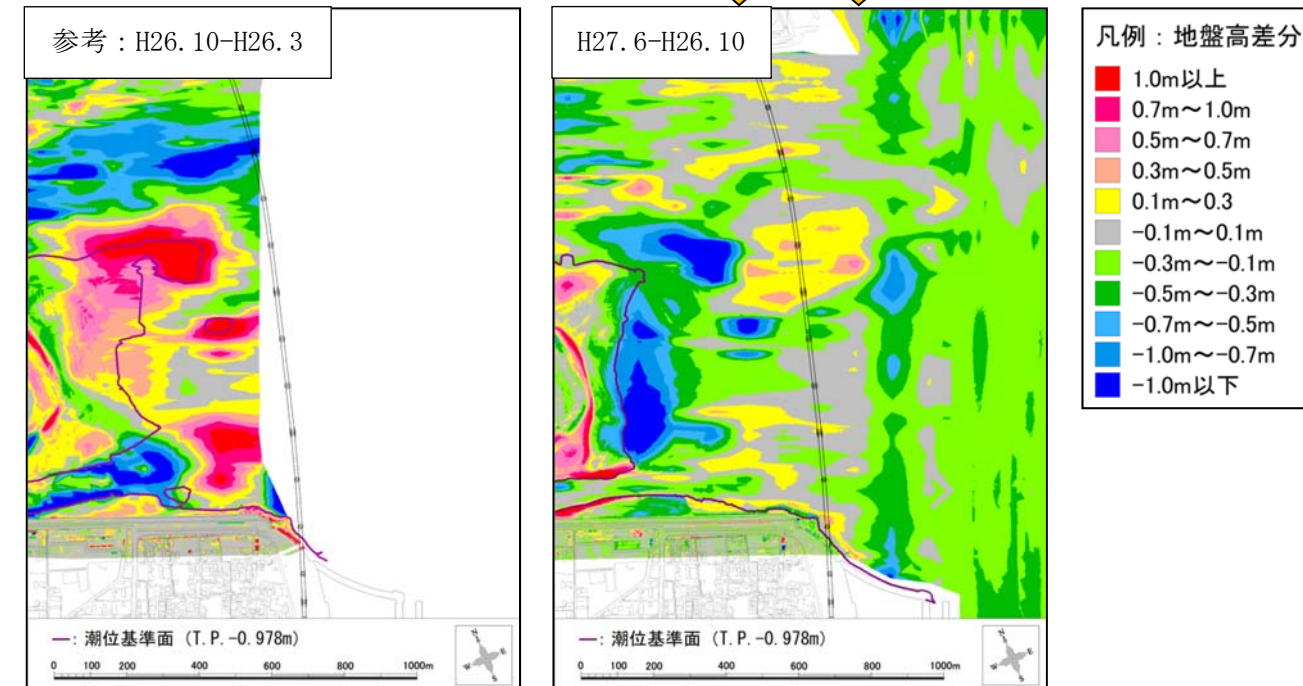 参考：H26.10-H26.3
H27.6-H26.10
凡例：地盤高差分
1.0m以上
0.7m～1.0m
0.5m～0.7m
0.3m～0.5m
0.1m～0.3
-0.1m～0.1m
-0.3m～-0.1m
-0.5m～-0.3m
-0.7m～-0.5m
-1.0m～-0.7m
-1.0m以下
―：潮位基準面（T.P.-0.978m）
0 100 200 400 600 800 1000m
N E S W
―：潮位基準面（T.P.-0.978m）
0 100 200 400 600 800 1000m
N E S W